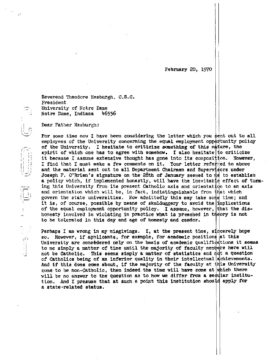 February 20, 1970
Reverend Theodore Hesburgh, C.S.C.
President
University of Notre Dame
Notre Dame, Indiana 46556
Dear Father Hesburgh:
For some time now I have been considering the letter which you sent out to all
employees of the University concerning the equal employment opportunity policy
of the University. I hesitate to criticize something of this nature, the
spirit of which one has to agree with somewhat. I also hesitate to criticize
it because I assume extensive thought has gone into its composition. However,
I find that I must make a few comments on it. Your letter referred to above
and the material sent out to all Department Chairmen and Supervisors under
Joseph F. O'Brien's signature on the 28th of January seemed to me to establish
a policy which, if implemented honestly, will have the inevitable effect of turn-
ing this University from its present Catholic axis and orientation to an axis
and orientation which will be, in fact, indistinguishable from that which
govern the state universities. Now admittedly this may take some time; and
it is, of course, possible by means of skulduggery to avoid the implications
of the equal employment opportunity policy. I assume, however, that the dis-
honesty involved in violating in practice what is promised in theory is not
to be tolerated in this day and age of honesty and candor.
Perhaps I am wrong in my misgivings. I, at the present time, sincerely hope
so. However, if applicants, for example, for academic positions at this
University are considered only on the basis of academic qualifications it seems
to me simply a matter of time until the majority of faculty members here will
not be Catholic. This seems simply a matter of statistics and not a question
of Catholics being of an inferior quality in their intellectual achievements.
And if this does come about, if the majority of the faculty at this University
come to be non-Catholic, then indeed the time will have come at which there
will be no answer to the question as to how we differ from a secular institu-
tion. And I presume that at such a point this institution should apply for
a state-related status.